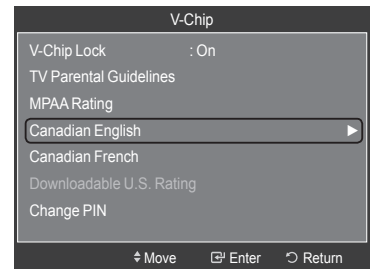 V-Chip
V-Chip Lock : On
TV Parental Guidelines
MPAA Rating
Canadian English
Canadian French
Downloadable U.S. Rating
Change PIN
Move Enter Return